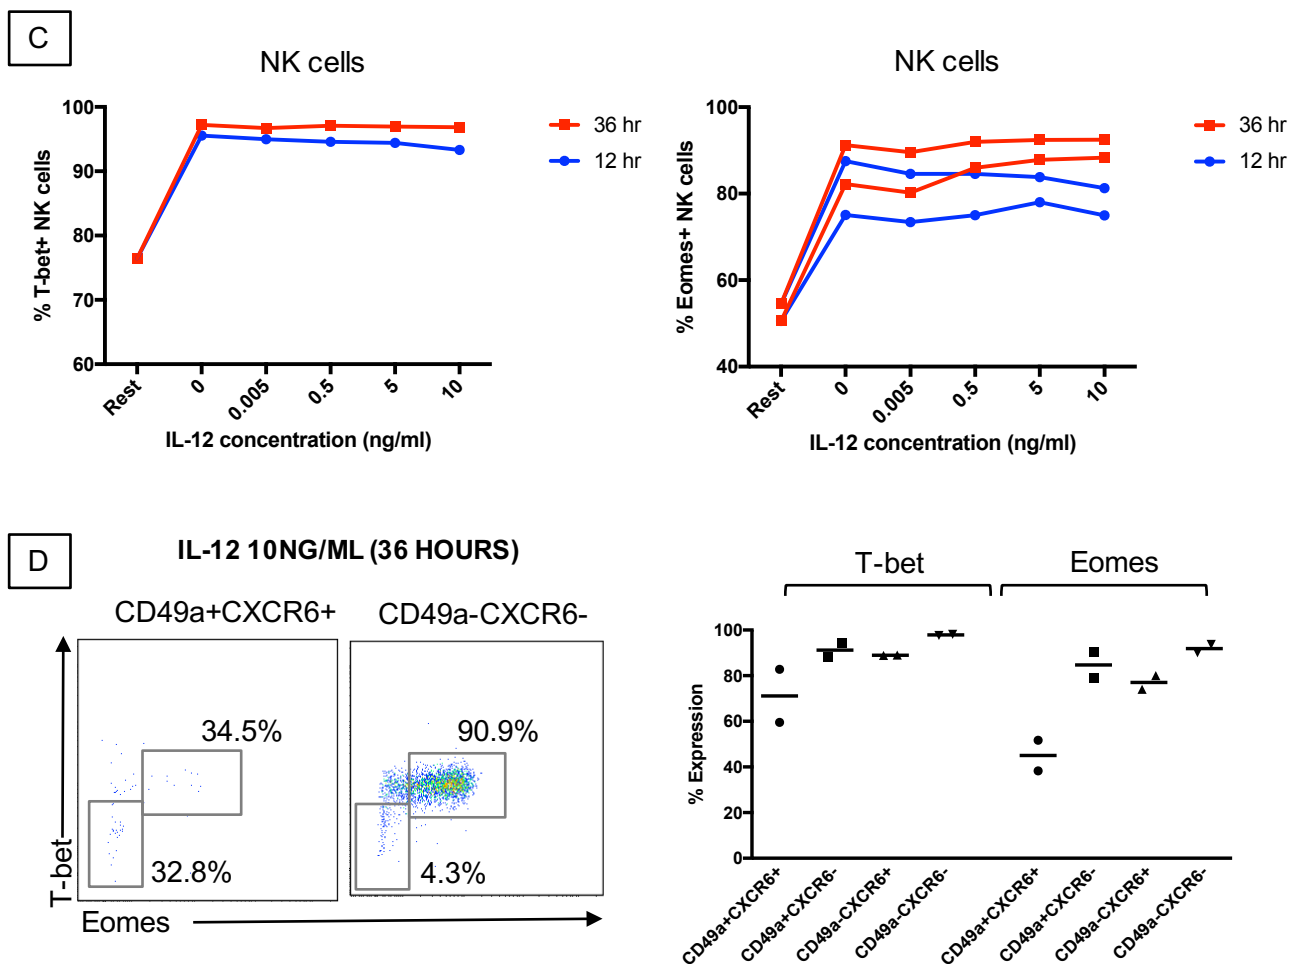 C
NK cells
100
90
80
70
60
% T-bet+ NK cells
Rest
0
0.005
0.5
5
10
IL-12 concentration (ng/ml)
36 hr
12 hr
NK cells
100
80
60
40
% Eomes+ NK cells
Rest
0
0.005
0.5
5
10
IL-12 concentration (ng/ml)
36 hr
12 hr
D
IL-12 10NG/ML (36 HOURS)
CD49a+CXCR6+
CD49a-CXCR6-
34.5%
32.8%
90.9%
4.3%
T-bet
Eomes
T-bet
Eomes
100
80
60
40
20
0
% Expression
CD49a+CXCR6+
CD49a+CXCR6-
CD49a-CXCR6+
CD49a-CXCR6-
CD49a+CXCR6+
CD49a+CXCR6-
CD49a-CXCR6+
CD49a-CXCR6-